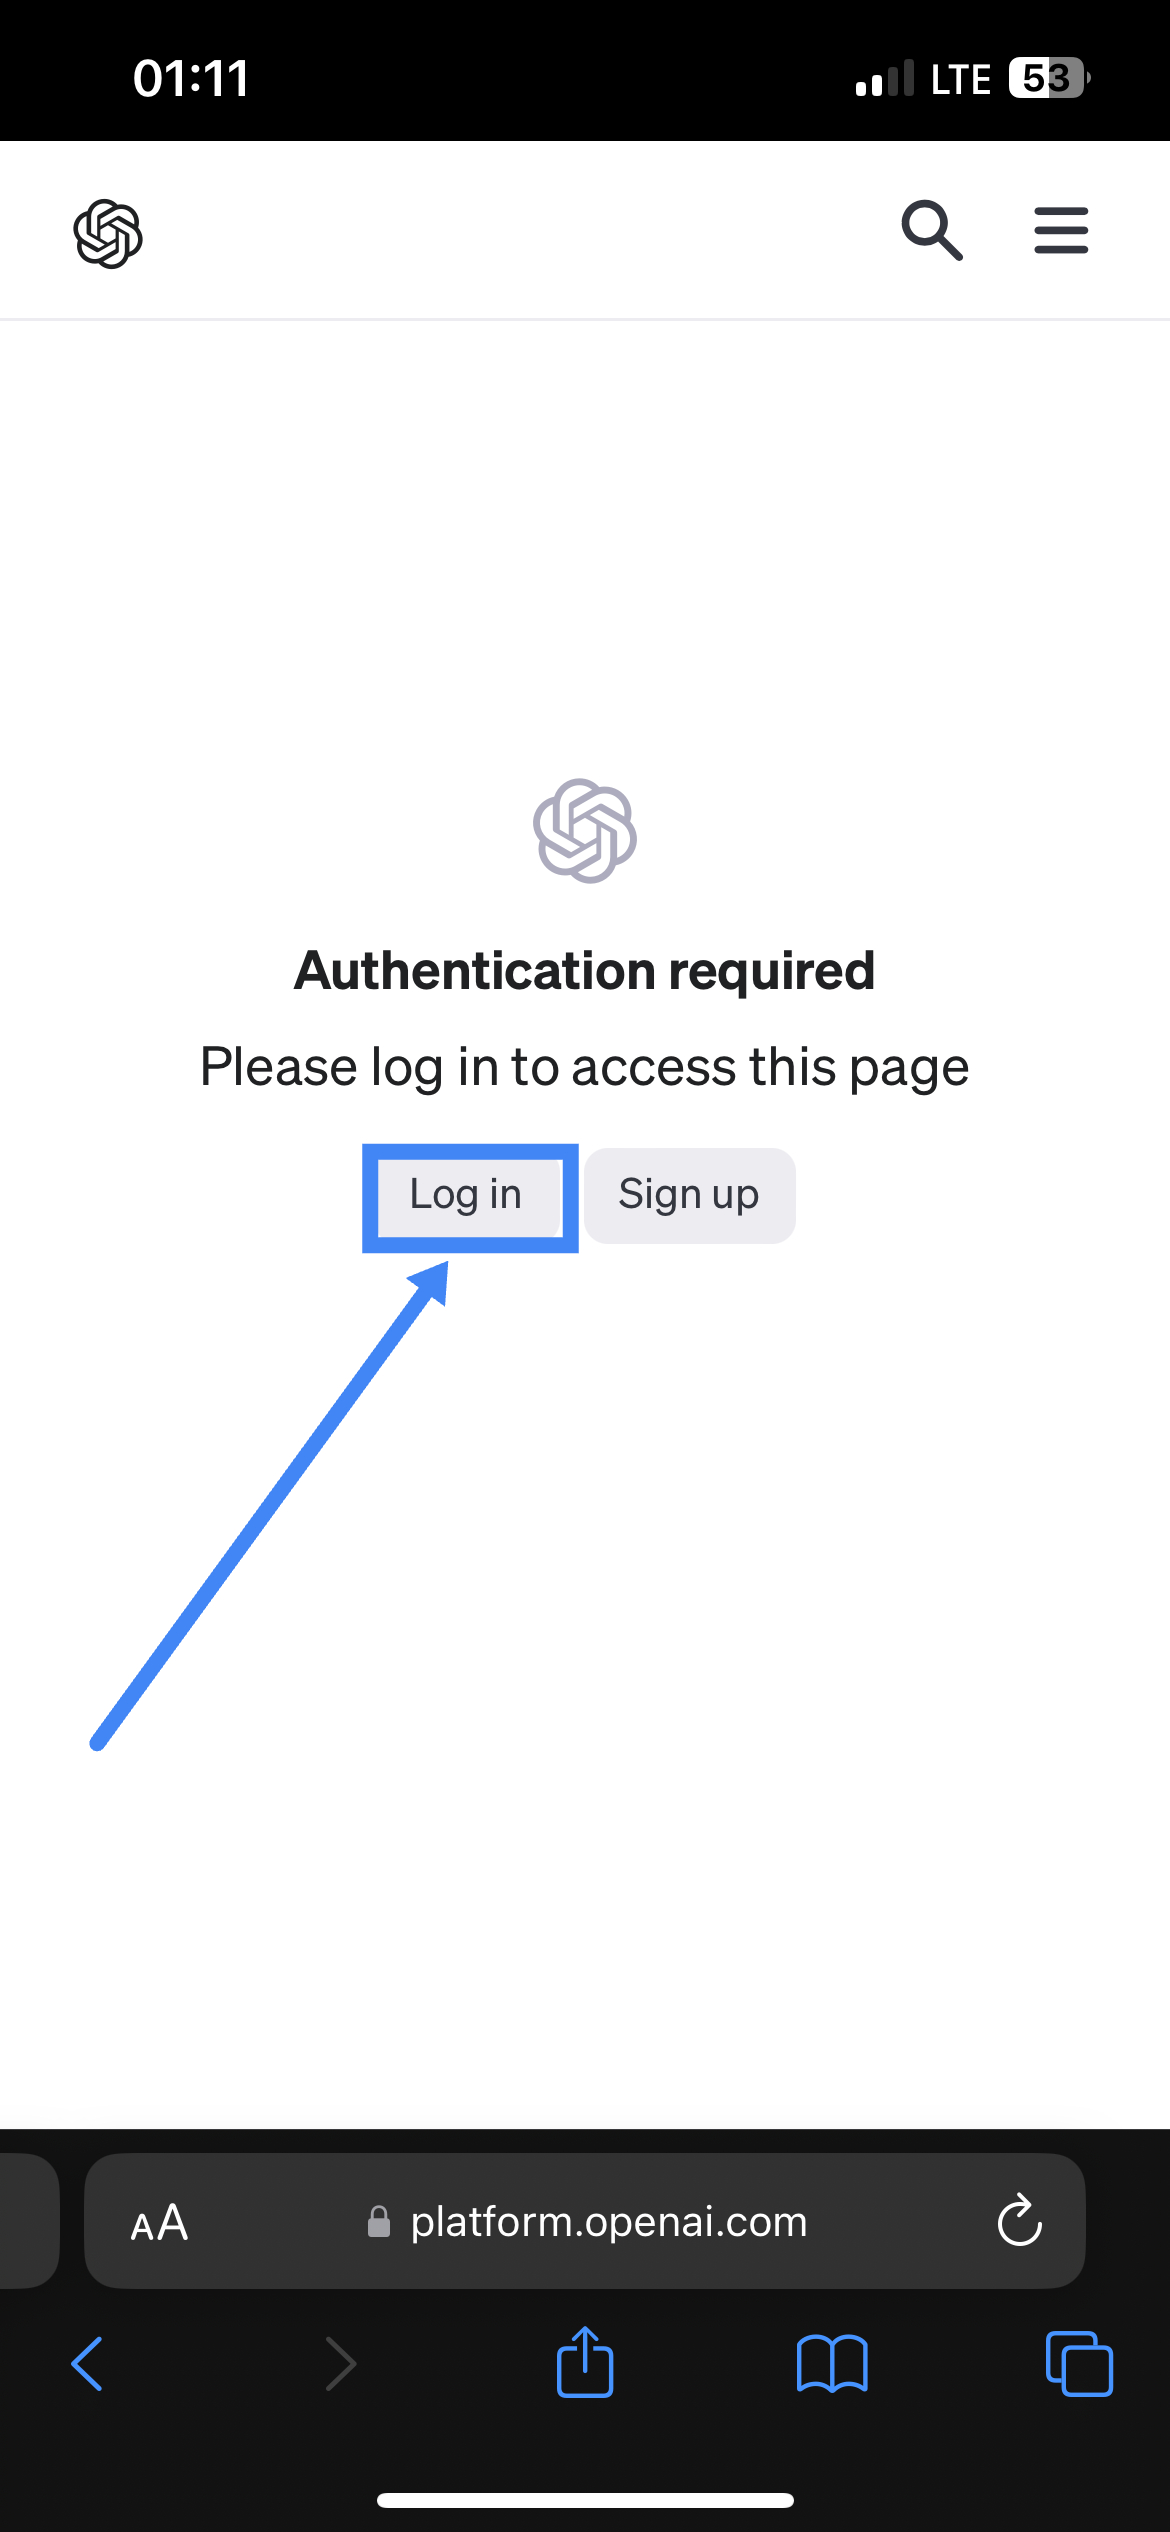 01:11
LTE 53
Authentication required
Please log in to access this page
Log in
Sign up
AA
platform.openai.com